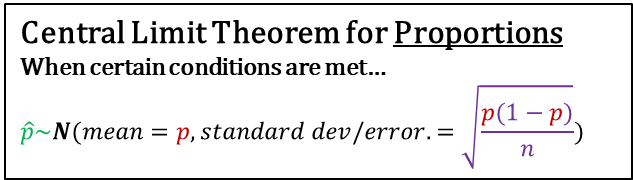 Central Limit Theorem for Proportions
When certain conditions are met...
p̂~N(mean = p, standard dev/error. = √(p(1 − p)/n))